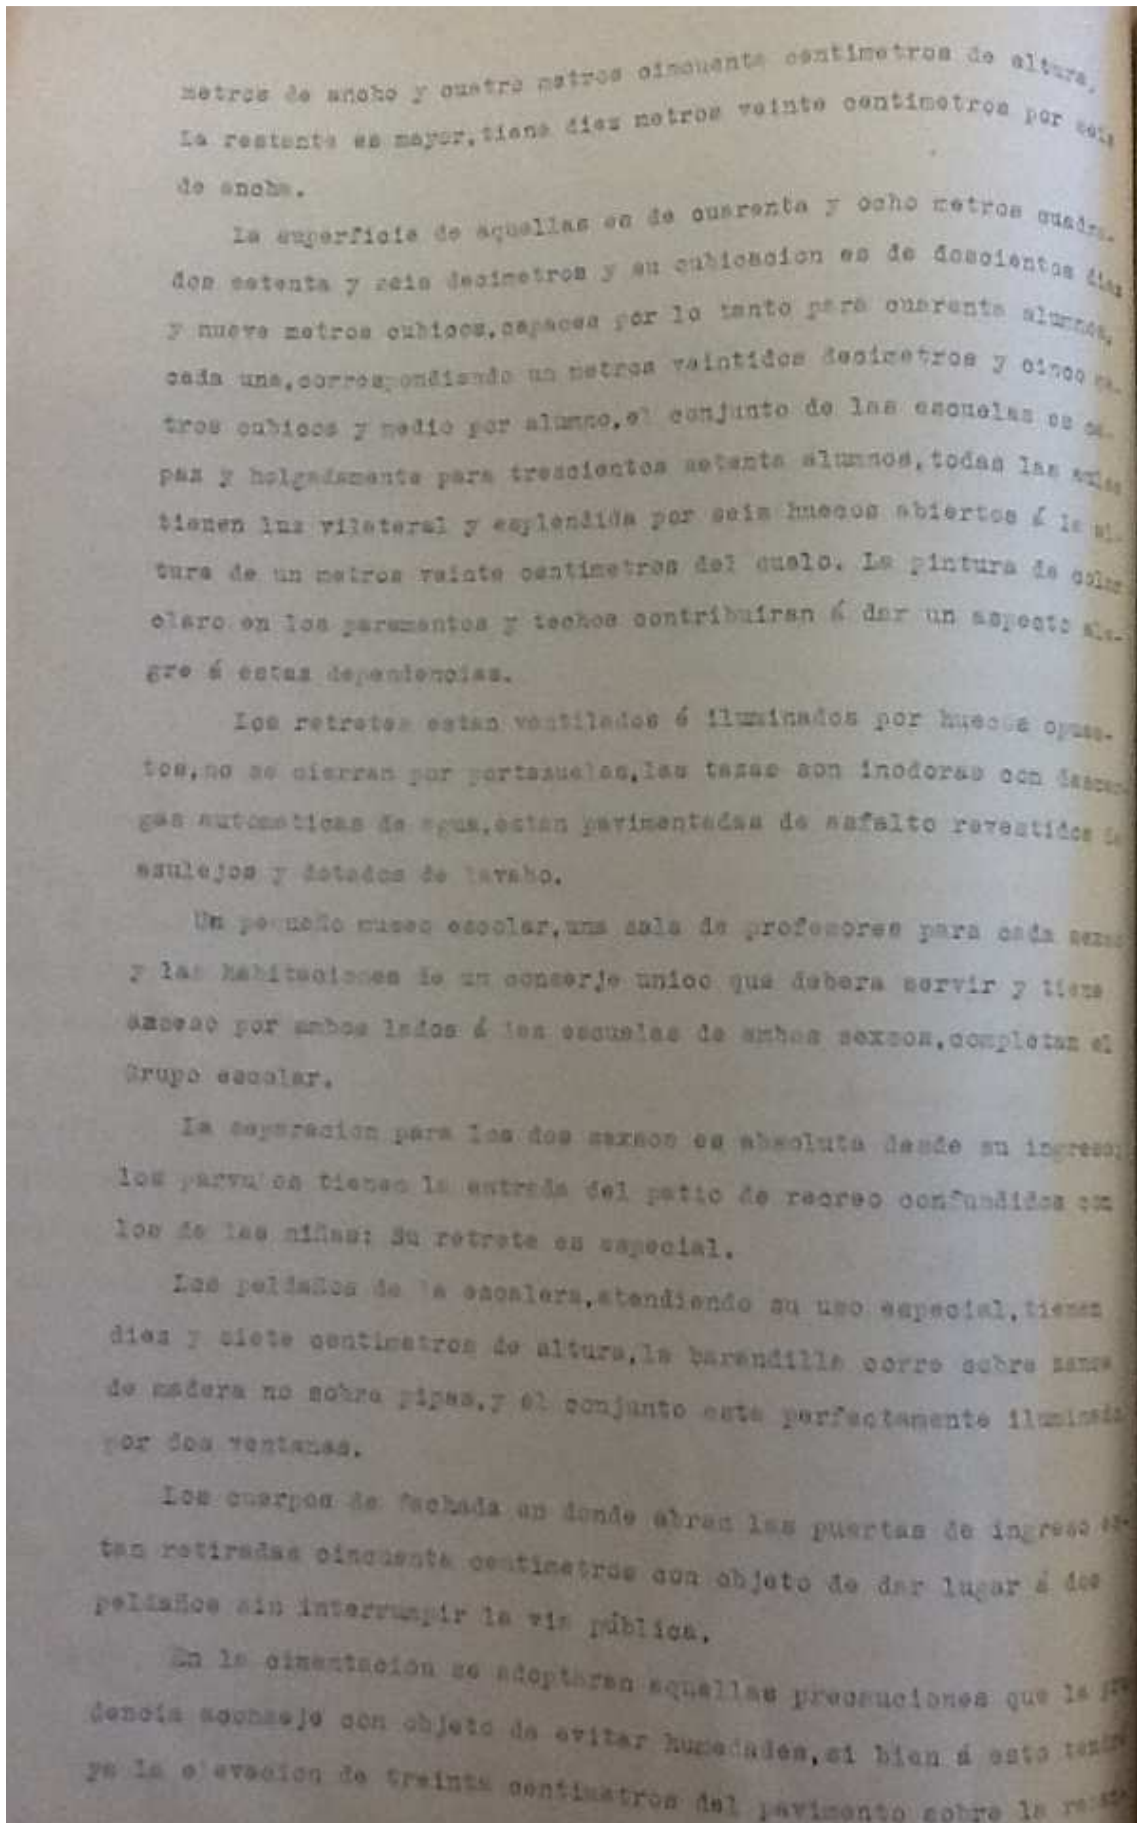 metros de ancho y cuatro metros cincuenta centimetros de altura,
La restante es mayor,tiene diez metros veinte centimetros por seis
de ancha.
La superficie de aquellas es de cuarenta y ocho metros cuadra-
dos setenta y seis decimetros y su cubicacion es de doscientos diez
y nueve metros cubicos,capaces por lo tanto para cuarenta alumnos,
cada una,correspondiendo un metros veintidos decimetros y cinco me-
tros cubicos y medio por alumno,el conjunto de las escuelas es ca-
paz y holgadamente para trescientos setenta alumnos,todas las aulas
tienen luz vilateral y esplendida por seis huecos abiertos á la al-
tura de un metros veinte centimetros del suelo. La pintura de color
claro en los paramentos y techos contribuiran á dar un aspecto ale-
gre á estas dependencias.
Los retretes estan ventilados é iluminados por huecos opues-
tos,no se cierran por portezuelas,las tazas son inodoras con descar-
gas automaticas de agua,estan pavimentadas de asfalto revestidos de
asulejos y dotados de lavabo.
Un pequeño museo escolar,una sala de profesores para cada sexso
y las habitaciones de un conserje unico que debera servir y tiene
acceso por ambos lados á las escuelas de ambos sexsos,completan el
Grupo escolar.
La separacion para los dos sexsos es absoluta desde su ingreso;
los parvulos tienen la entrada del patio de recreo confundidos con
los de las niñas: Su retrete es especial.
Los peldaños de la escalera,atendiendo su uso especial,tienen
diez y siete centimetros de altura,la barandilla corre sobre zanca
de madera no sobre pipas,y el conjunto esta perfectamente iluminado
por dos ventanas.
Los cuerpos de fachada en donde abren las puertas de ingreso es-
tan retiradas cincuenta centimetros con objeto de dar lugar á dos
peldaños sin interrumpir la via pública.
En la cimentación se adoptaran aquellas precauciones que la pru
dencia aconseje con objeto de evitar humedades,si bien á esto
ya la elevacion de treinta centimetros del pavimento sobre la